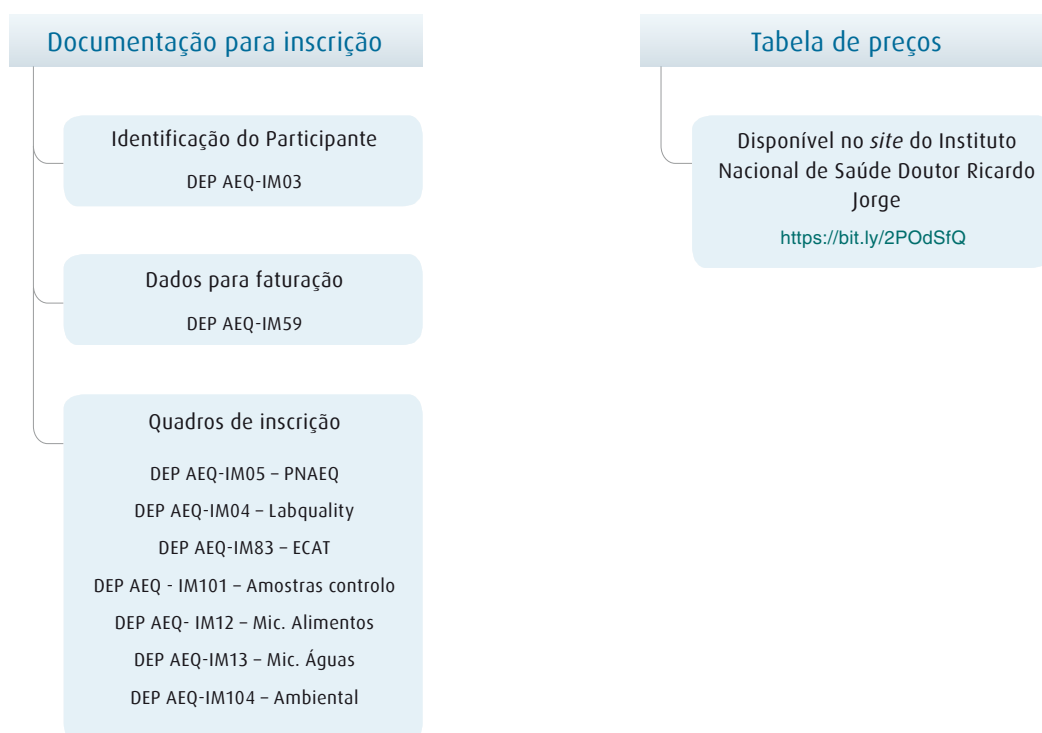 Documentação para inscrição
Identificação do Participante
DEP AEQ-IM03
Dados para faturação
DEP AEQ-IM59
Quadros de inscrição
DEP AEQ-IM05 – PNAEQ
DEP AEQ-IM04 – Labquality
DEP AEQ-IM83 – ECAT
DEP AEQ - IM101 – Amostras controlo
DEP AEQ- IM12 – Mic. Alimentos
DEP AEQ-IM13 – Mic. Águas
DEP AEQ-IM104 – Ambiental
Tabela de preços
Disponível no site do Instituto
Nacional de Saúde Doutor Ricardo
Jorge
https://bit.ly/2POdSfQ